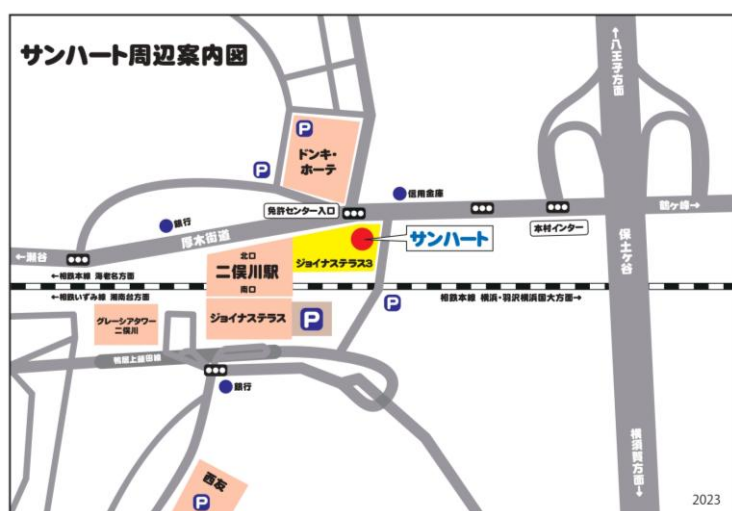 サンハート周辺案内図
↑八王子方面
P
ドンキ・
ホーテ
P
信用金庫
免許センター入口
銀行
厚木街道
鶴ヶ峰→
本村インター
サンハート
←瀬谷
北口
二俣川駅
南口
ジョイナステラス3
保土ヶ谷
←相鉄本線 海老名方面
←相鉄いずみ線 湘南台方面
相鉄本線 横浜・羽沢横浜国大方面→
P
グレーシアタワー
二俣川
ジョイナステラス
P
鴨居上飯田線
銀行
横須賀方面→
西友
P
2023